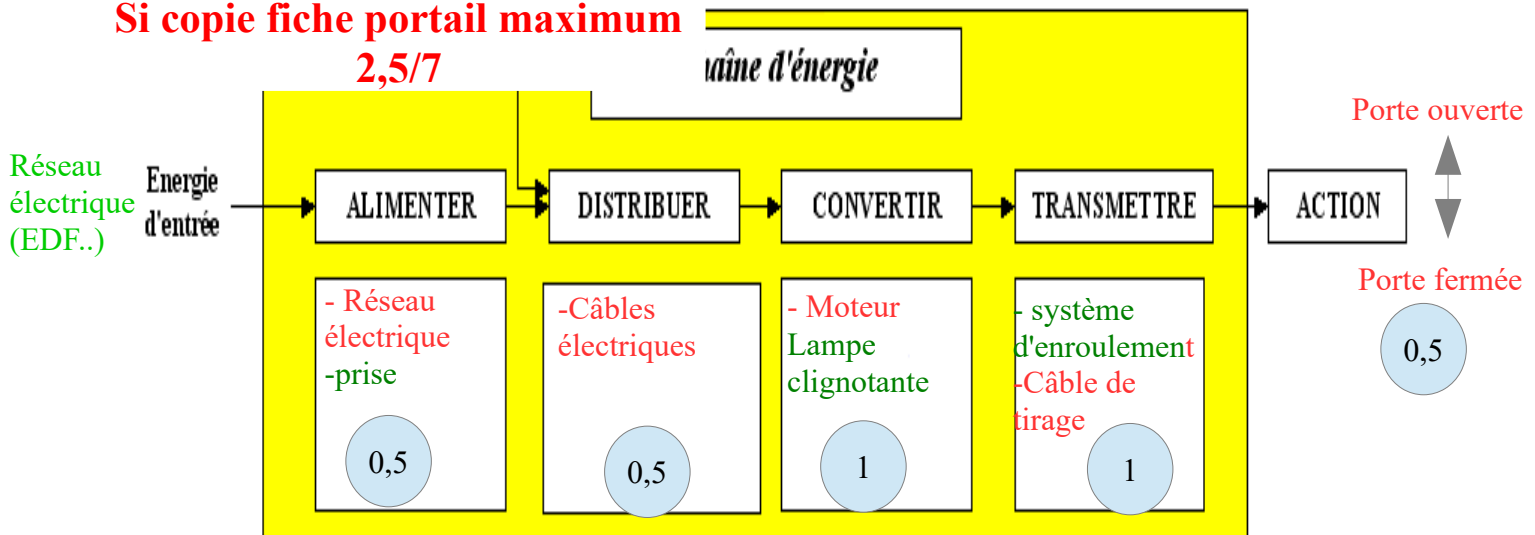 Si copie fiche portail maximum
2,5/7
d'énergie
Porte ouverte
Réseau
électrique
(EDF..)
Energie
d'entrée
ALIMENTER
DISTRIBUER
CONVERTIR
TRANSMETTRE
ACTION
Porte fermée
- Réseau
électrique
-prise
-Câbles
électriques
- Moteur
Lampe
clignotante
- système
d'enroulement
-Câble de
tirage
0,5
0,5
1
1
0,5